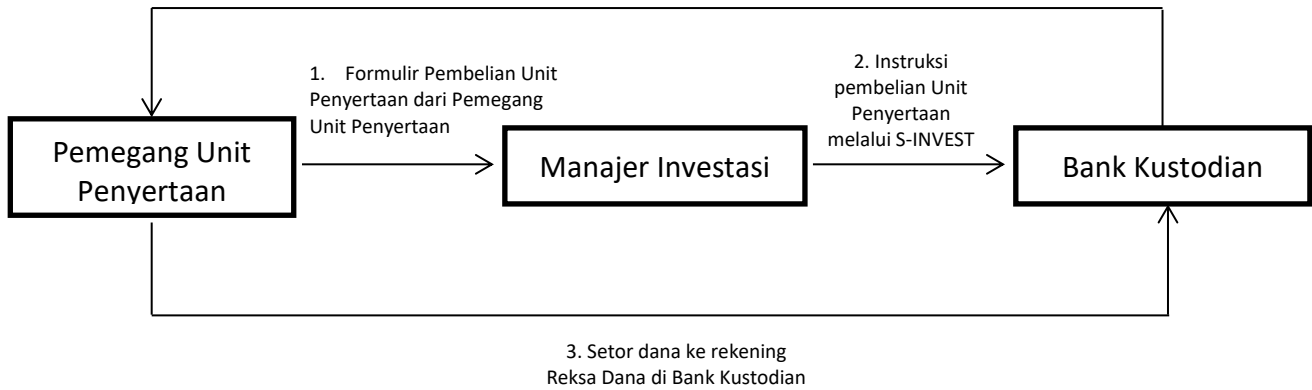 1. Formulir Pembelian Unit
Penyertaan dari Pemegang
Unit Penyertaan
2. Instruksi
pembelian Unit
Penyertaan
melalui S-INVEST
Pemegang Unit
Penyertaan
Manajer Investasi
Bank Kustodian
3. Setor dana ke rekening
Reksa Dana di Bank Kustodian